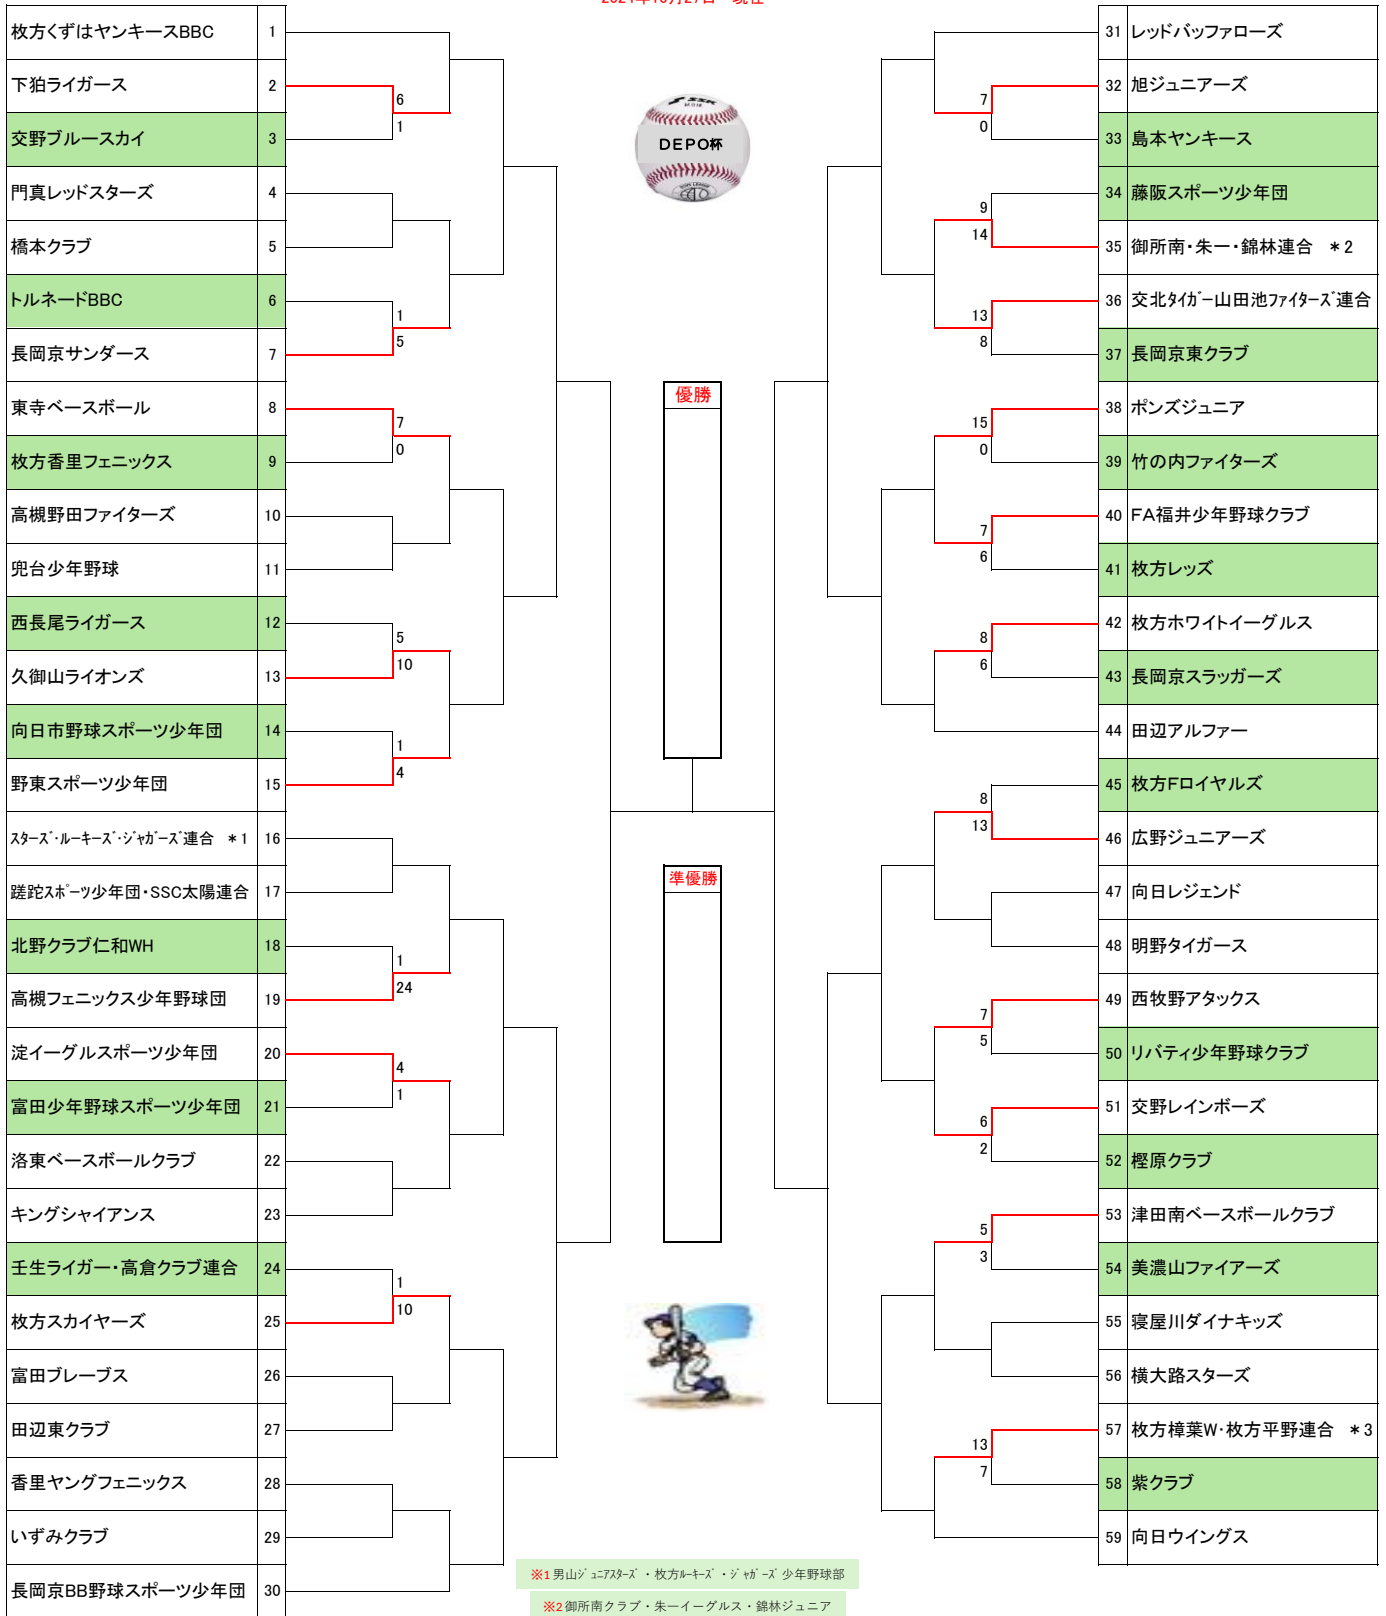 枚方くずはヤンキースBBC 1
下狛ライガース 2
6
1
交野ブルースカイ 3
門真レッドスターズ 4
橋本クラブ 5
トルネードBBC 6
1
5
長岡京サンダース 7
東寺ベースボール 8
7
0
枚方香里フェニックス 9
高槻野田ファイターズ 10
兜台少年野球 11
西長尾ライガース 12
5
10
久御山ライオンズ 13
向日市野球スポーツ少年団 14
1
4
野東スポーツ少年団 15
スターズ・ルーキーズ・ジャガーズ連合 *1 16
蹉跎スポーツ少年団・SSC太陽連合 17
北野クラブ仁和WH 18
1
24
高槻フェニックス少年野球団 19
淀イーグルスポーツ少年団 20
4
1
富田少年野球スポーツ少年団 21
洛東ベースボールクラブ 22
キングシャイアンス 23
壬生ライガー・高倉クラブ連合 24
1
10
枚方スカイヤーズ 25
富田ブレーブス 26
田辺東クラブ 27
香里ヤングフェニックス 28
いずみクラブ 29
長岡京BB野球スポーツ少年団 30
SSK
DEPO杯
優勝
準優勝
31 レッドバッファローズ
32 旭ジュニアーズ
7
0
33 島本ヤンキース
34 藤阪スポーツ少年団
9
14
35 御所南・朱一・錦林連合 *2
36 交北タイガー山田池ファイターズ連合
13
8
37 長岡京東クラブ
38 ポンズジュニア
15
0
39 竹の内ファイターズ
40 FA福井少年野球クラブ
7
6
41 枚方レッズ
42 枚方ホワイトイーグルス
8
6
43 長岡京スラッガーズ
44 田辺アルファー
45 枚方Fロイヤルズ
8
13
46 広野ジュニアーズ
47 向日レジェンド
48 明野タイガース
49 西牧野アタックス
7
5
50 リバティ少年野球クラブ
51 交野レインボーズ
6
2
52 樫原クラブ
53 津田南ベースボールクラブ
5
3
54 美濃山ファイアーズ
55 寝屋川ダイナキッズ
56 横大路スターズ
57 枚方樟葉W・枚方平野連合 *3
13
7
58 紫クラブ
59 向日ウイングス
※1 男山ジュニアスターズ・枚方ルーキーズ・ジャガーズ少年野球部
※2 御所南クラブ・朱一イーグルス・錦林ジュニア